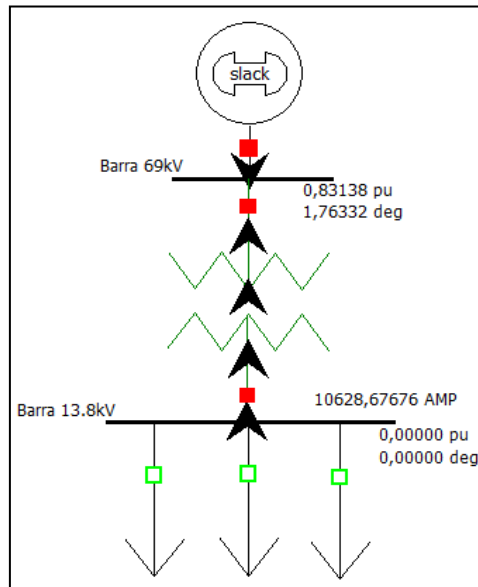 slack
Barra 69kV
0,83138 pu
1,76332 deg
10628,67676 AMP
Barra 13.8kV
0,00000 pu
0,00000 deg